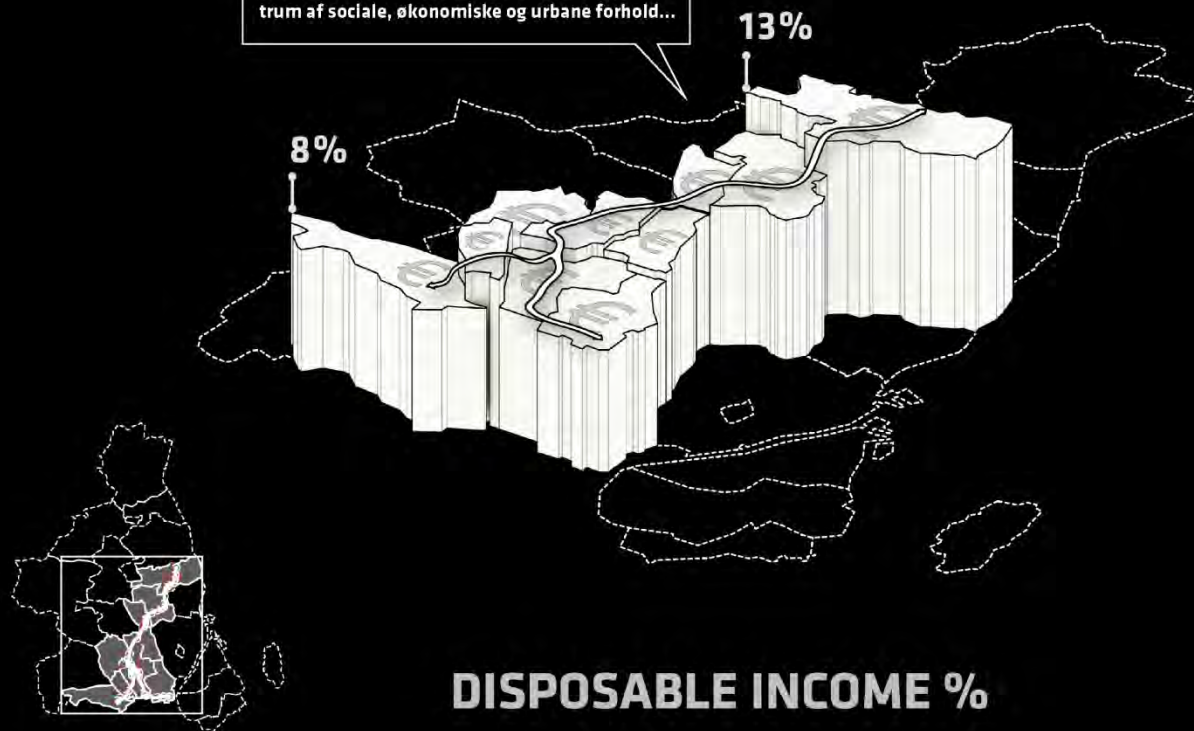 trum af sociale, økonomiske og urbane forhold...
13%
8%
DISPOSABLE INCOME %